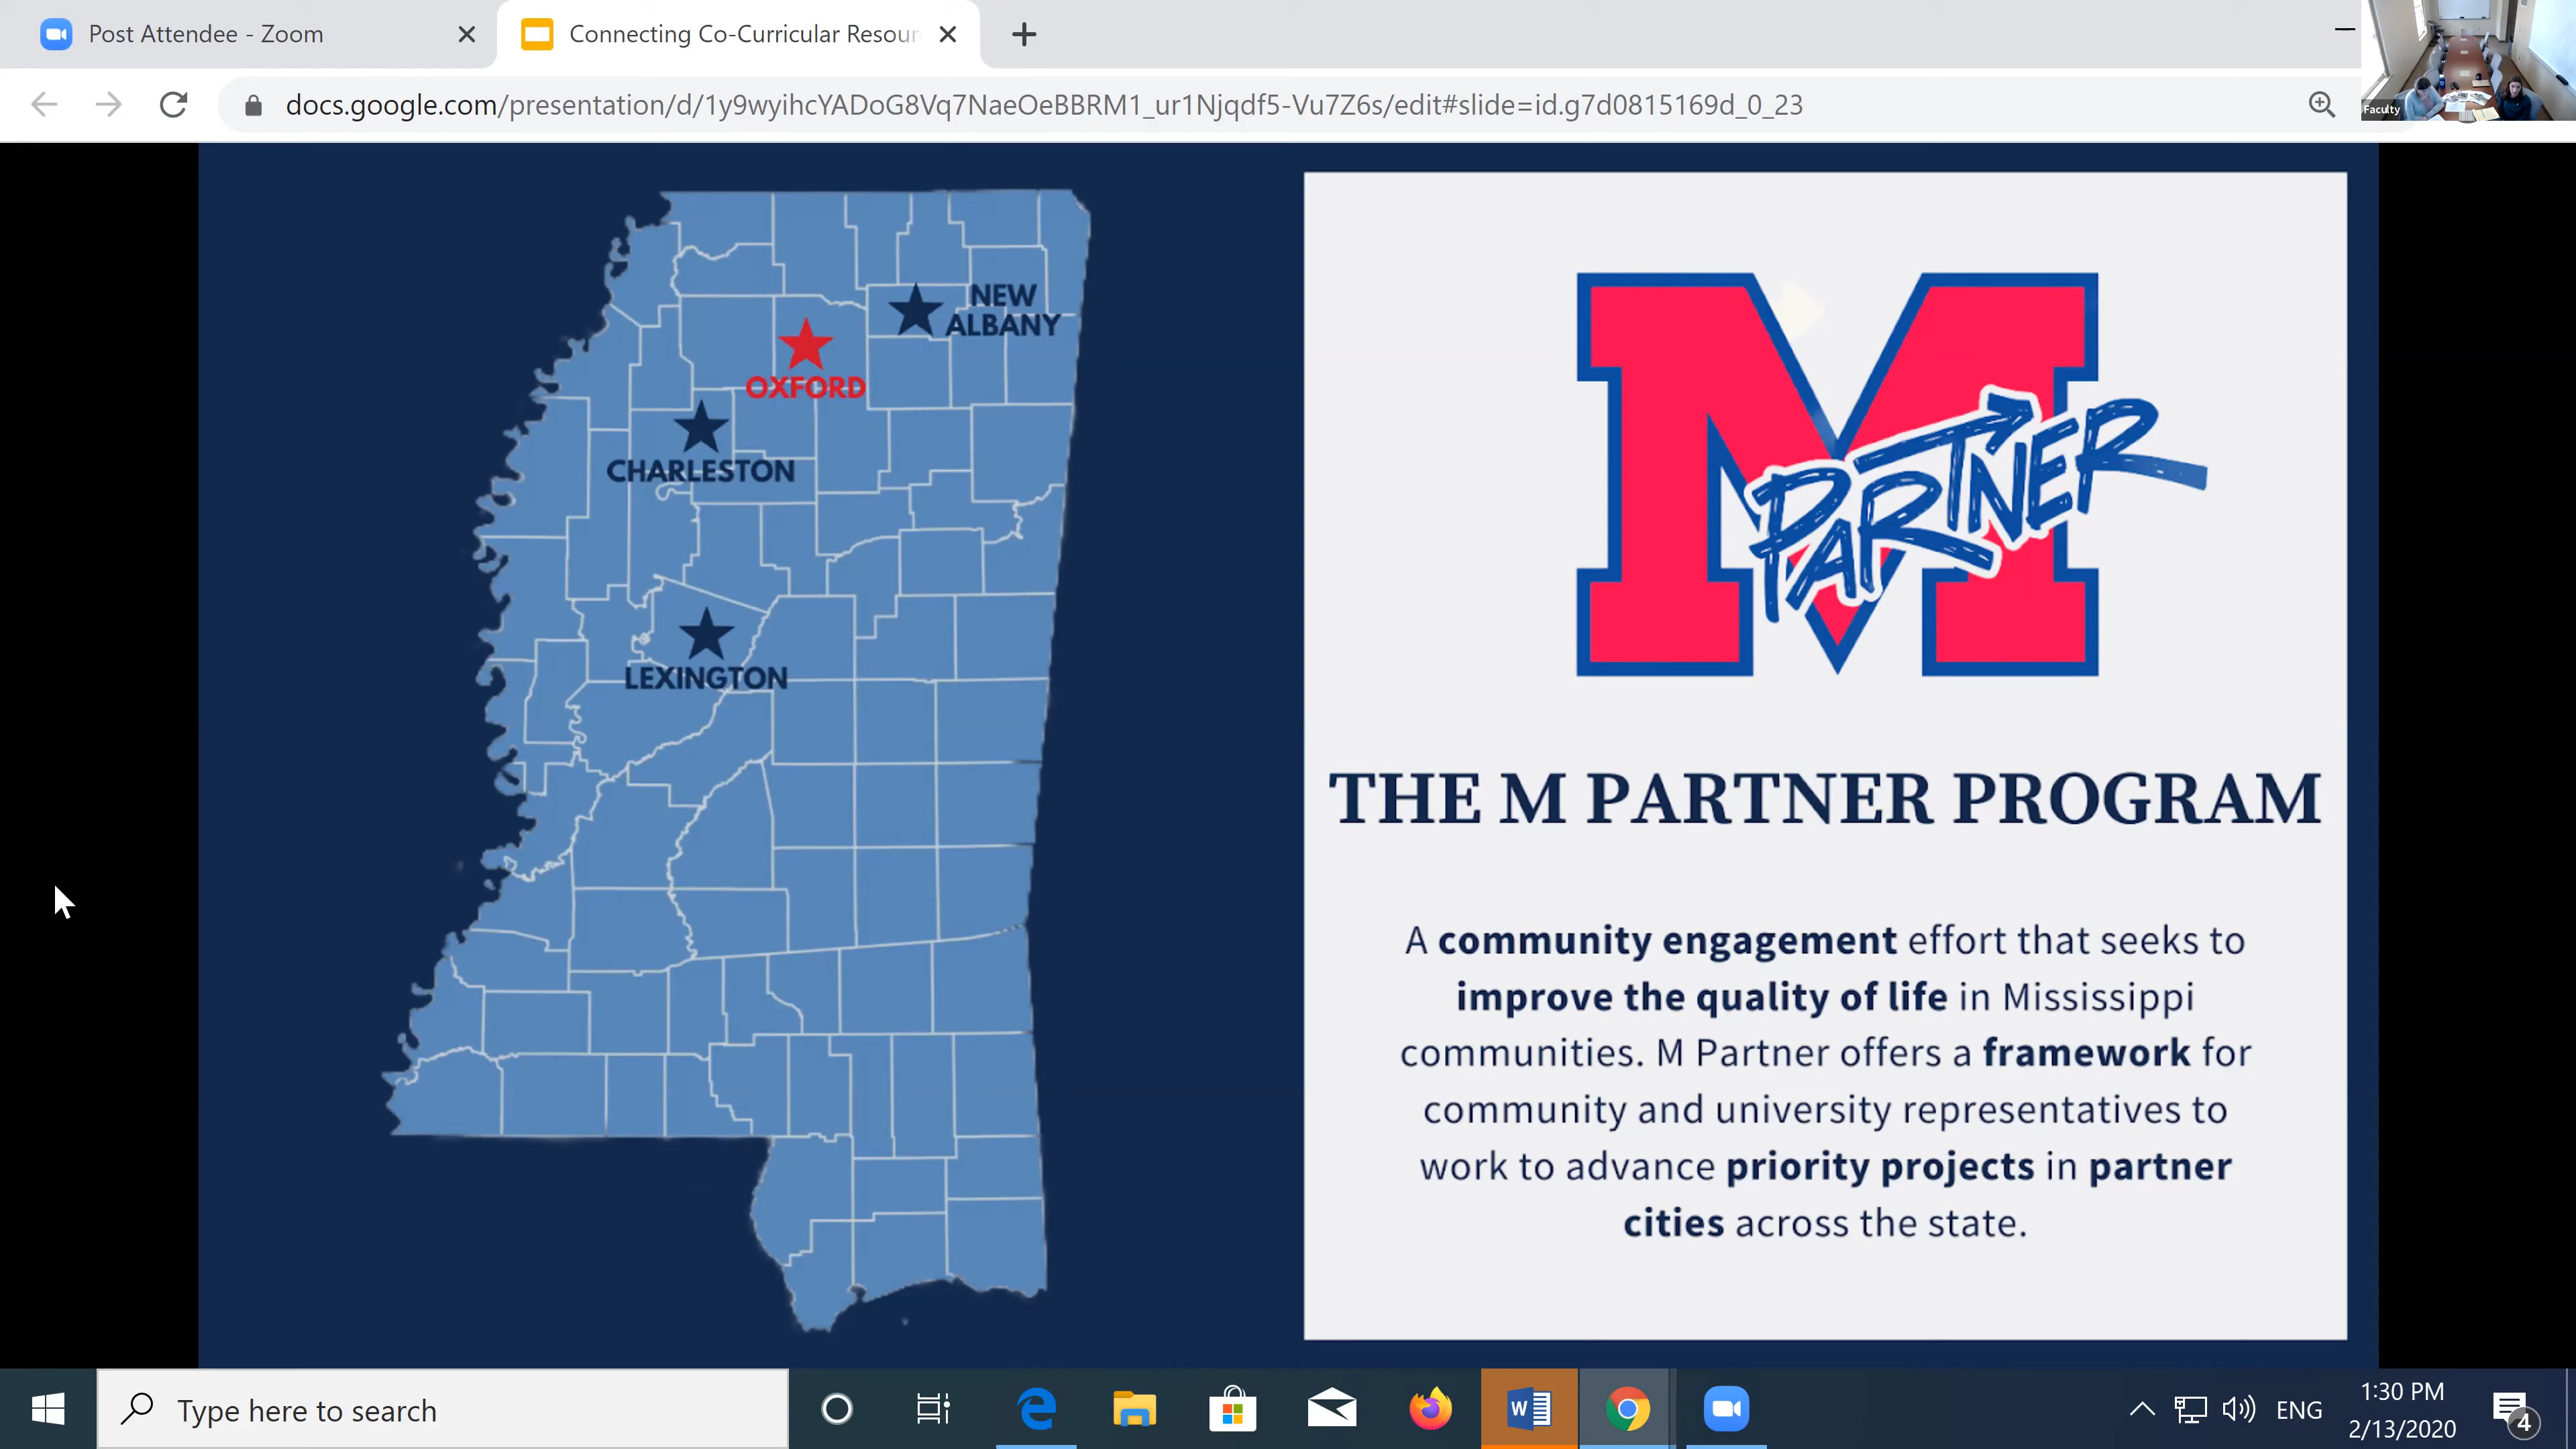 Post Attendee - Zoom
Connecting Co-Curricular Resour
docs.google.com/presentation/d/1y9wyihcYADoG8Vq7NaeOeBBRM1_ur1Njqdf5-Vu7Z6s/edit#slide=id.g7d0815169d_0_23
Faculty
NEW
ALBANY
OXFORD
CHARLESTON
LEXINGTON
M
PARTNER
THE M PARTNER PROGRAM
A community engagement effort that seeks to
improve the quality of life in Mississippi
communities. M Partner offers a framework for
community and university representatives to
work to advance priority projects in partner
cities across the state.
Type here to search
W
ENG
1:30 PM
2/13/2020
4